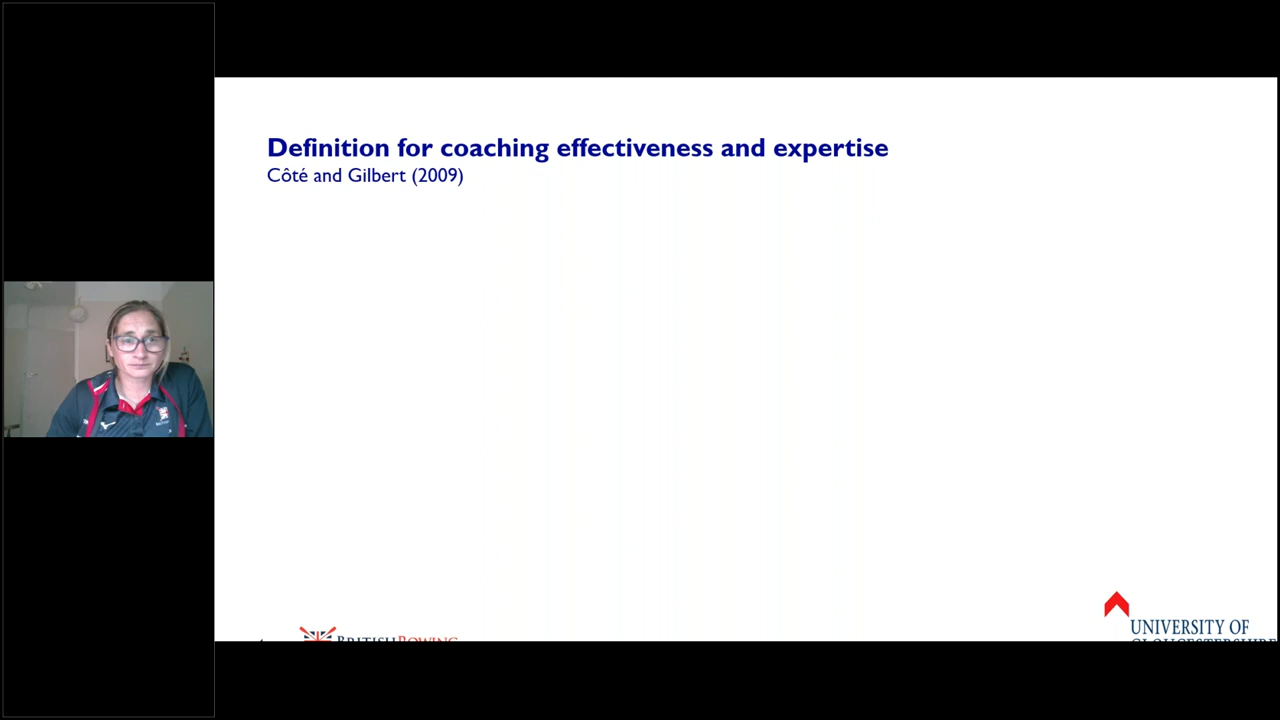 Definition for coaching effectiveness and expertise
Côté and Gilbert (2009)
BRITISH ROWING
UNIVERSITY OF
GLOUCESTERSHIRE